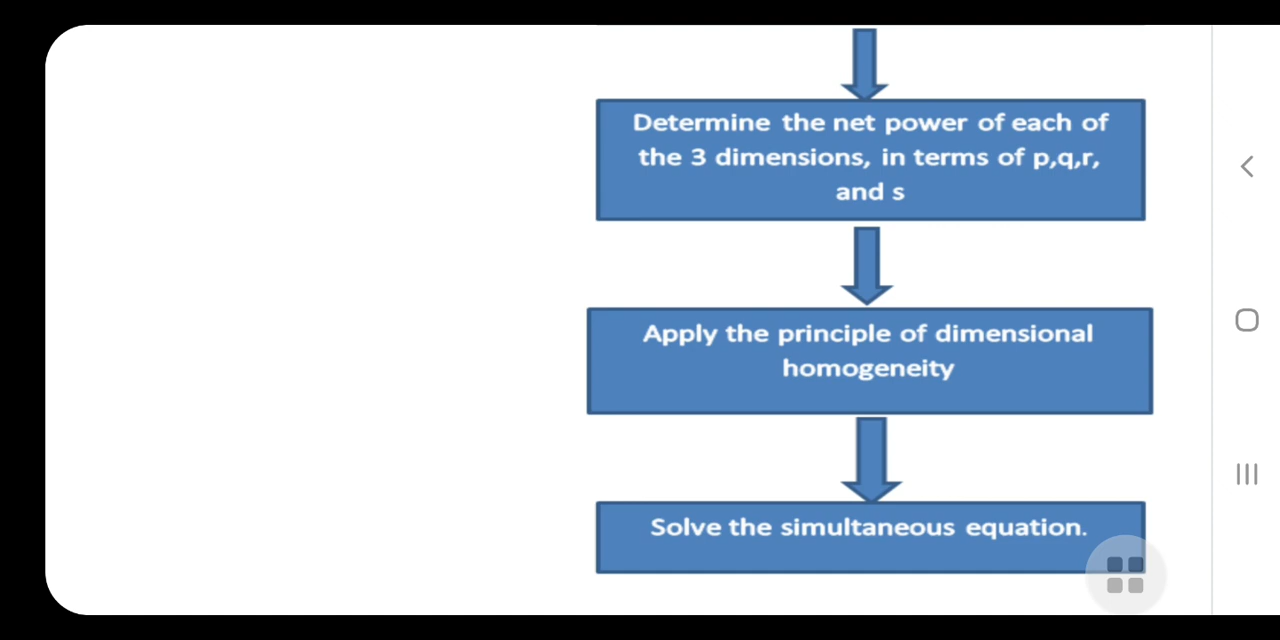 Determine the net power of each of
the 3 dimensions, in terms of p,q,r,
and s
Apply the principle of dimensional
homogeneity
Solve the simultaneous equation.